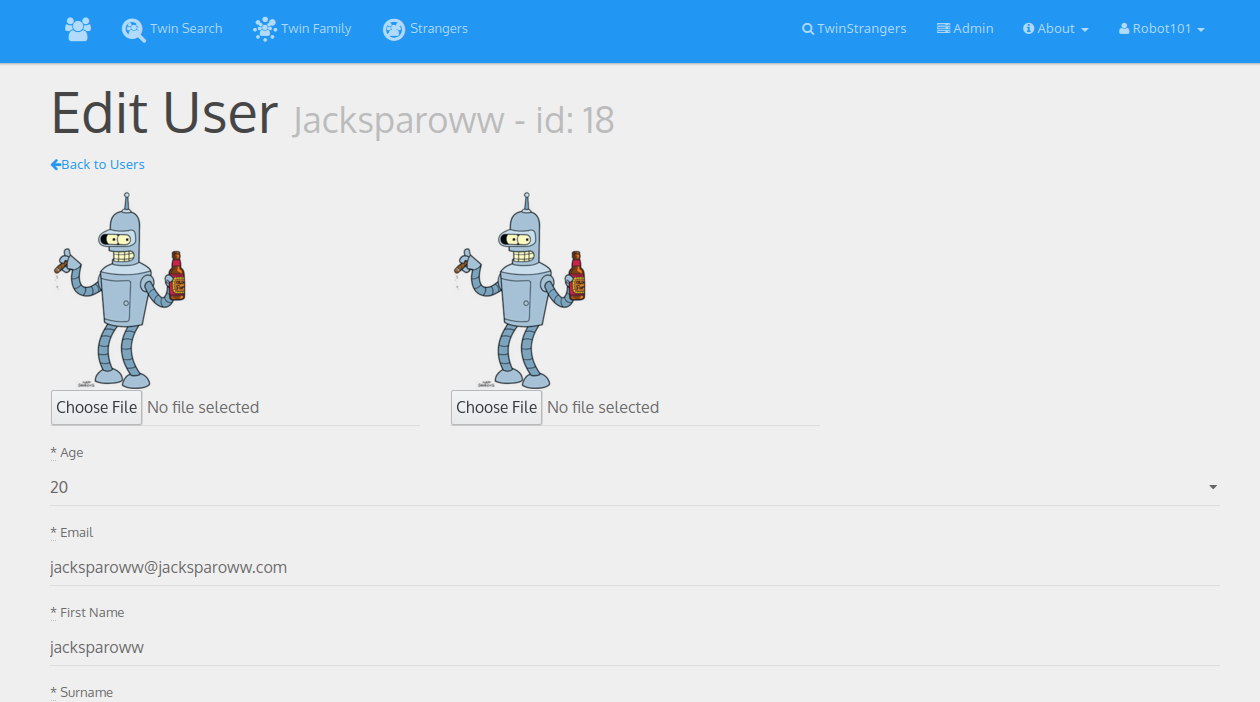 Twin Search Twin Family Strangers TwinStrangers Admin About Robot101
Edit User Jacksparoww - id: 18
Back to Users
Choose File No file selected Choose File No file selected
* Age
20
* Email
jacksparoww@jacksparoww.com
* First Name
jacksparoww
* Surname